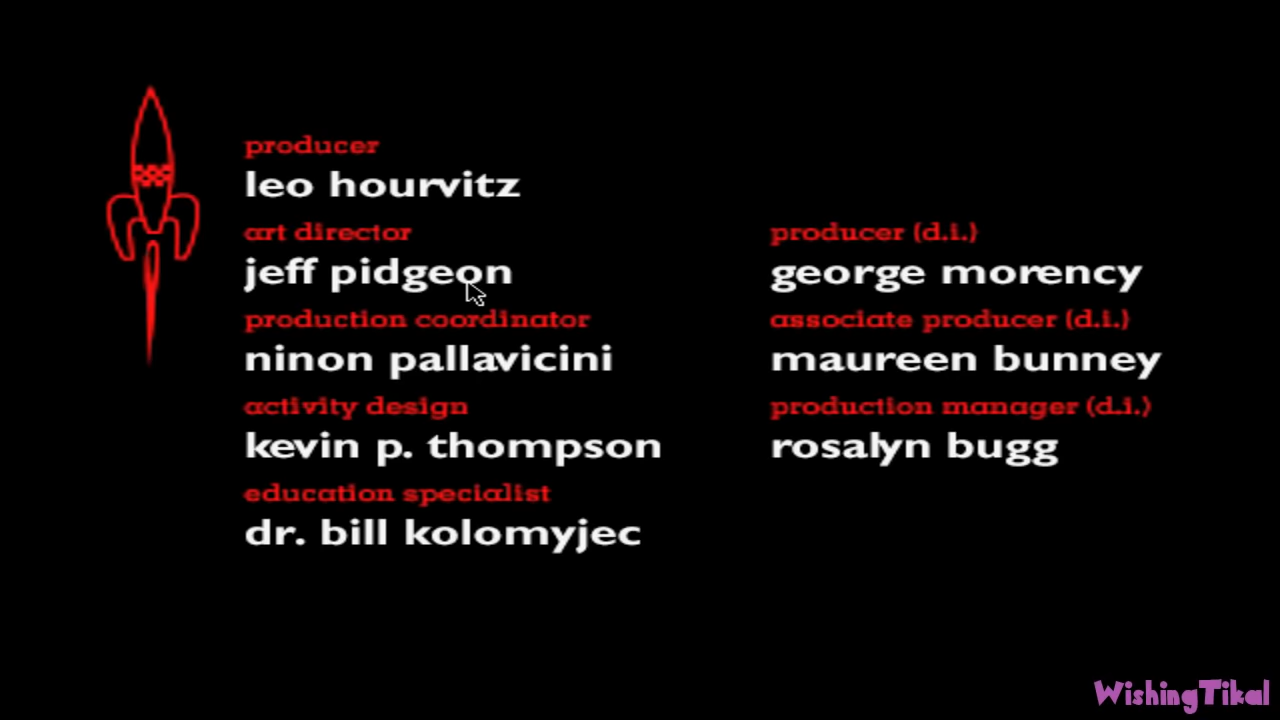 producer
leo hourvitz
art director
jeff pidgeon
production coordinator
ninon pallavicini
activity design
kevin p. thompson
education specialist
dr. bill kolomyjec
producer (d.i.)
george morency
associate producer (d.i.)
maureen bunney
production manager (d.i.)
rosalyn bugg
WishingTikal